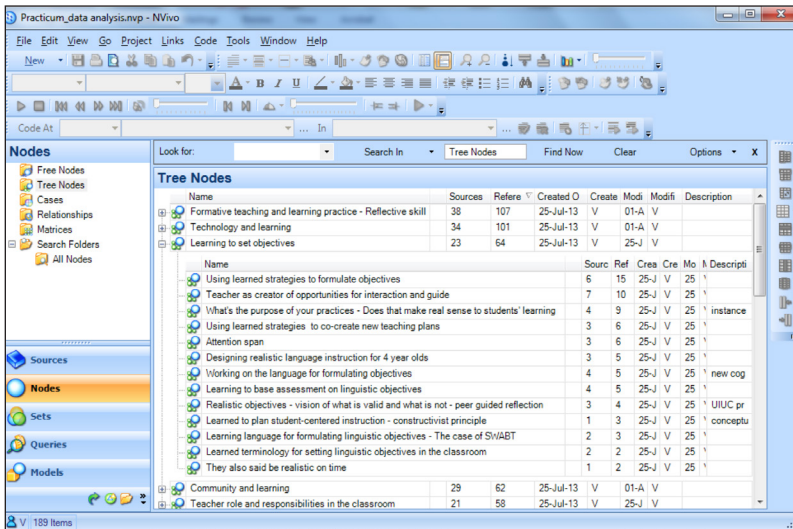 Practicum_data analysis.nvp - NVivo
File Edit View Go Project Links Code Tools Window Help
New
Code At ... In ...
Nodes
Free Nodes
Tree Nodes
Cases
Relationships
Matrices
Search Folders
All Nodes
Sources
Nodes
Sets
Queries
Models
Look for: Search In Tree Nodes Find Now Clear Options x
Tree Nodes
Name Sources Refere Created O Create Modi Modifi Description
Formative teaching and learning practice - Reflective skill 38 107 25-Jul-13 V 01-A V
Technology and learning 34 101 25-Jul-13 V 01-A V
Learning to set objectives 23 64 25-Jul-13 V 25-J V
Name Sourc Ref Crea Cre Mo M Descripti
Using learned strategies to formulate objectives 6 15 25-J V 25
Teacher as creator of opportunities for interaction and guide 7 10 25-J V 25
What's the purpose of your practices - Does that make real sense to students' learning 4 9 25-J V 25 instance
Using learned strategies to co-create new teaching plans 3 6 25-J V 25
Attention span 3 6 25-J V 25
Designing realistic language instruction for 4 year olds 3 5 25-J V 25
Working on the language for formulating objectives 4 5 25-J V 25 new cog
Learning to base assessment on linguistic objectives 4 5 25-J V 25
Realistic objectives - vision of what is valid and what is not - peer guided reflection 3 4 25-J V 25 UIUC pr
Learned to plan student-centered instruction - constructivist principle 1 3 25-J V 25 conceptu
Learning language for formulating linguistic objectives - The case of SWABT 2 3 25-J V 25
Learned terminology for setting linguistic objectives in the classroom 2 2 25-J V 25
They also said be realistic on time 1 2 25-J V 25
Community and learning 29 62 25-Jul-13 V 01-A V
Teacher role and responsibilities in the classroom 21 58 25-Jul-13 V 25-J V
V 189 Items